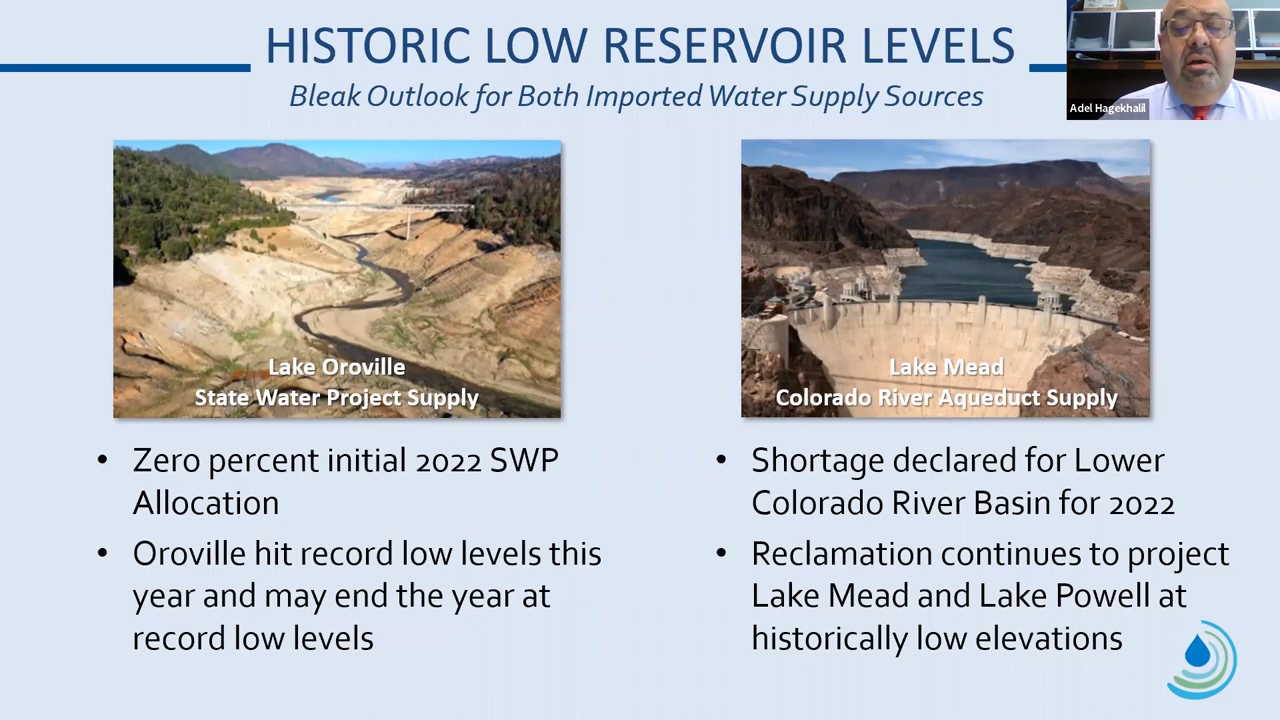 HISTORIC LOW RESERVOIR LEVELS
Bleak Outlook for Both Imported Water Supply Sources
Adel Hagekhalil
Lake Oroville
State Water Project Supply
• Zero percent initial 2022 SWP
Allocation
• Oroville hit record low levels this
year and may end the year at
record low levels
Lake Mead
Colorado River Aqueduct Supply
• Shortage declared for Lower
Colorado River Basin for 2022
• Reclamation continues to project
Lake Mead and Lake Powell at
historically low elevations